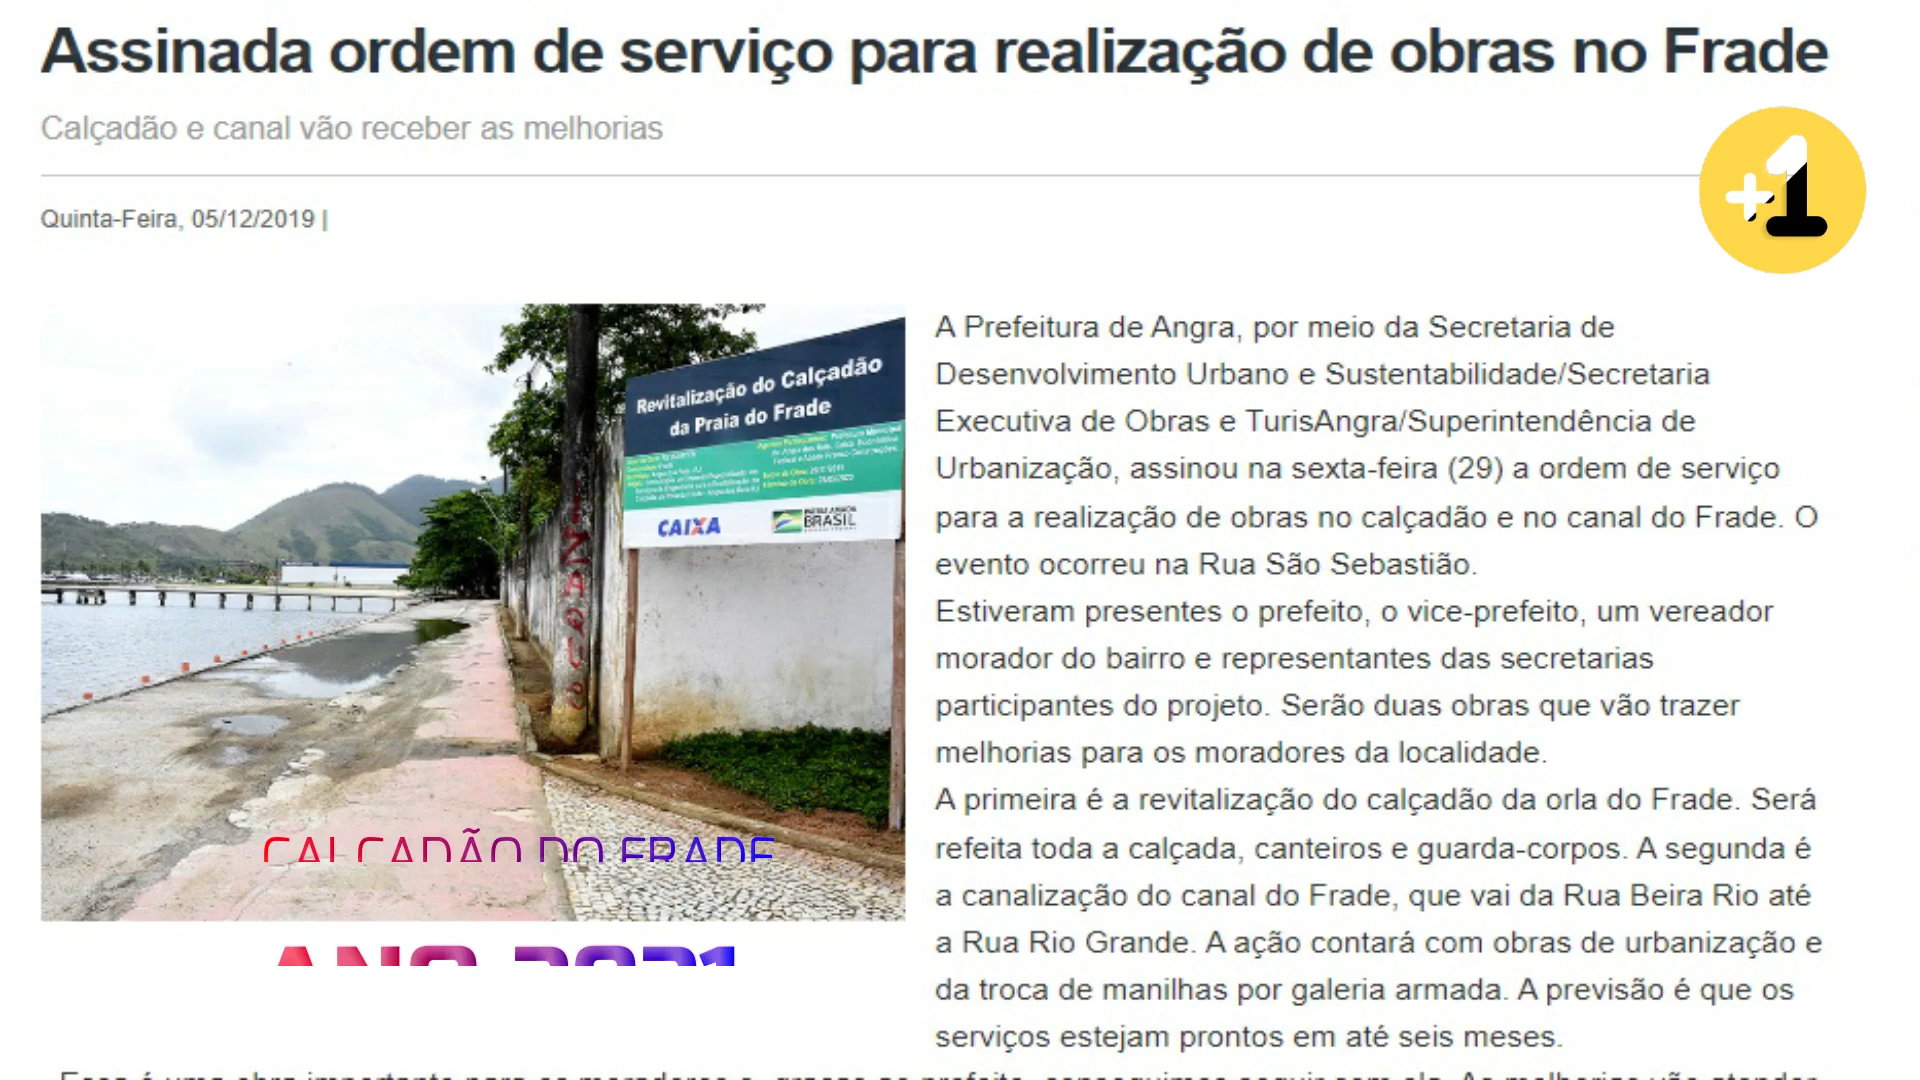 Assinada ordem de serviço para realização de obras no Frade
Calçadão e canal vão receber as melhorias
+1
Quinta-Feira, 05/12/2019 |
Revitalização do Calçadão
da Praia do Frade
CAIXA
PÁTRIA AMADA
BRASIL
CALÇADÃO DO FRADE
ANO 2021
A Prefeitura de Angra, por meio da Secretaria de
Desenvolvimento Urbano e Sustentabilidade/Secretaria
Executiva de Obras e TurisAngra/Superintendência de
Urbanização, assinou na sexta-feira (29) a ordem de serviço
para a realização de obras no calçadão e no canal do Frade. O
evento ocorreu na Rua São Sebastião.
Estiveram presentes o prefeito, o vice-prefeito, um vereador
morador do bairro e representantes das secretarias
participantes do projeto. Serão duas obras que vão trazer
melhorias para os moradores da localidade.
A primeira é a revitalização do calçadão da orla do Frade. Será
refeita toda a calçada, canteiros e guarda-corpos. A segunda é
a canalização do canal do Frade, que vai da Rua Beira Rio até
a Rua Rio Grande. A ação contará com obras de urbanização e
da troca de manilhas por galeria armada. A previsão é que os
serviços estejam prontos em até seis meses.